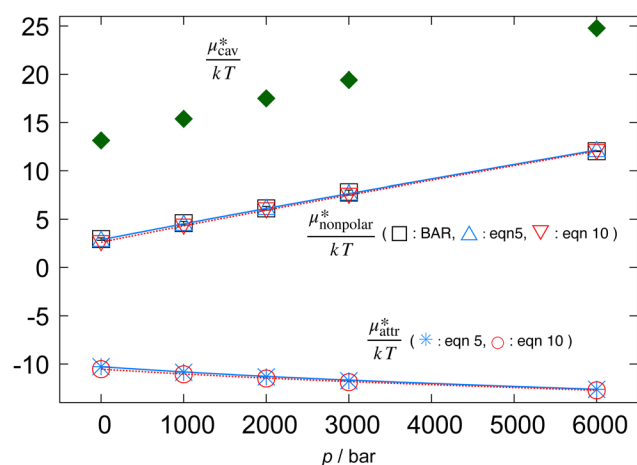 25
20
15
10
5
0
-5
-10
μ*cav / kT
μ*nonpolar / kT ( □ : BAR, △ : eqn5, ▽ : eqn 10 )
μ*attr / kT ( ✳ : eqn 5, ○ : eqn 10 )
0 1000 2000 3000 4000 5000 6000
p / bar